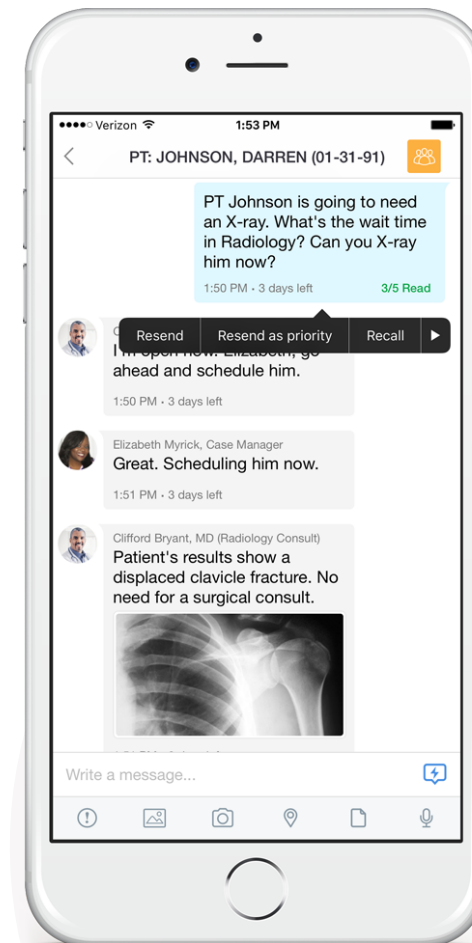 Verizon 1:53 PM
PT: JOHNSON, DARREN (01-31-91)
PT Johnson is going to need
an X-ray. What's the wait time
in Radiology? Can you X-ray
him now?
1:50 PM • 3 days left 3/5 Read
Resend Resend as priority Recall
ahead and schedule him.
1:50 PM • 3 days left
Elizabeth Myrick, Case Manager
Great. Scheduling him now.
1:51 PM • 3 days left
Clifford Bryant, MD (Radiology Consult)
Patient's results show a
displaced clavicle fracture. No
need for a surgical consult.
Write a message...